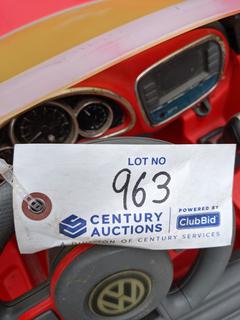 LOT NO
963
CENTURY AUCTIONS
POWERED BY
ClubBid
A DIVISION OF CENTURY SERVICES